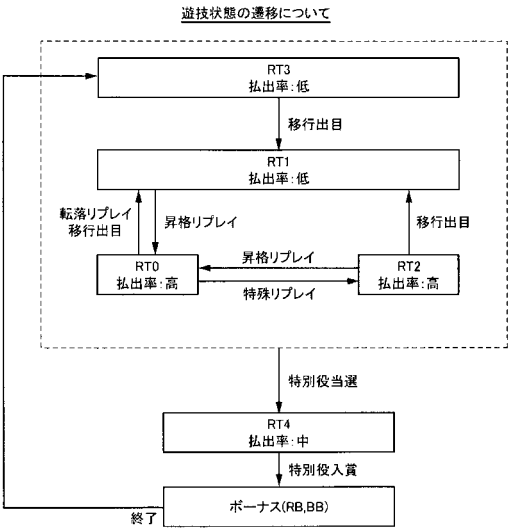 遊技状態の遷移について
RT3
払出率:低
移行出目
RT1
払出率:低
転落リプレイ
移行出目
昇格リプレイ
移行出目
RT0
払出率:高
昇格リプレイ
特殊リプレイ
RT2
払出率:高
特別役当選
RT4
払出率:中
特別役入賞
ボーナス(RB,BB)
終了